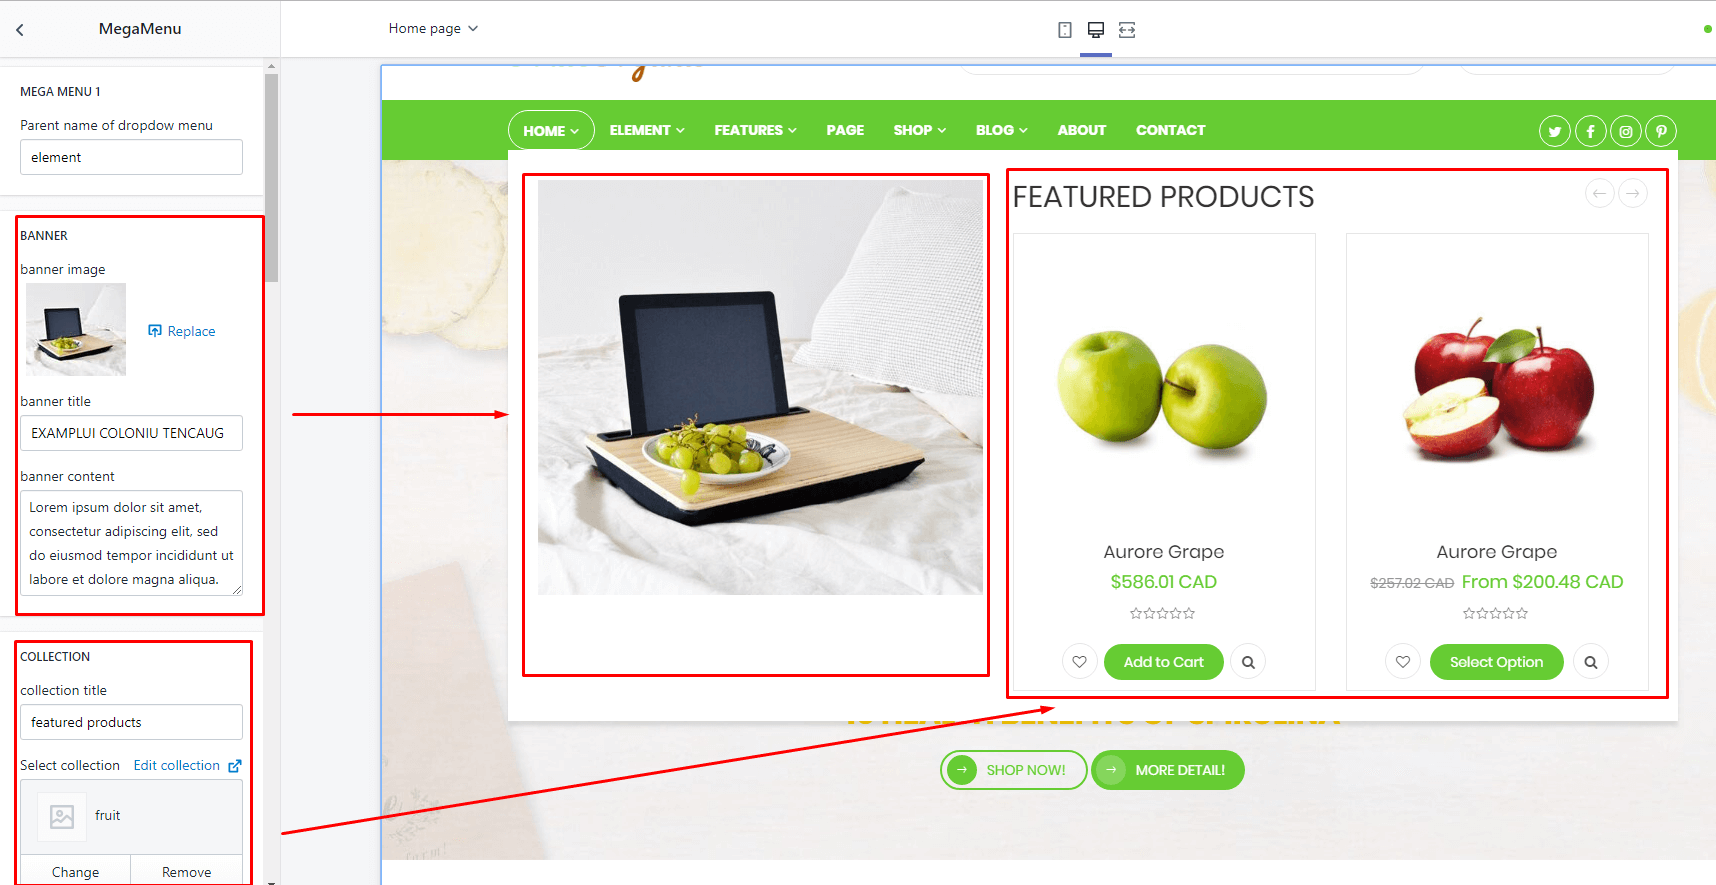 MegaMenu
Home page
MEGA MENU 1
Parent name of dropdow menu
element
BANNER
banner image
Replace
banner title
EXAMPLUI COLONIU TENCAUG
banner content
Lorem ipsum dolor sit amet,
consectetur adipiscing elit, sed
do eiusmod tempor incididunt ut
labore et dolore magna aliqua.
COLLECTION
collection title
featured products
Select collection Edit collection
fruit
Change Remove
HOME ELEMENT FEATURES PAGE SHOP BLOG ABOUT CONTACT
FEATURED PRODUCTS
Aurore Grape
$586.01 CAD
Add to Cart
Aurore Grape
$257.02 CAD From $200.48 CAD
Select Option
SHOP NOW! MORE DETAIL!